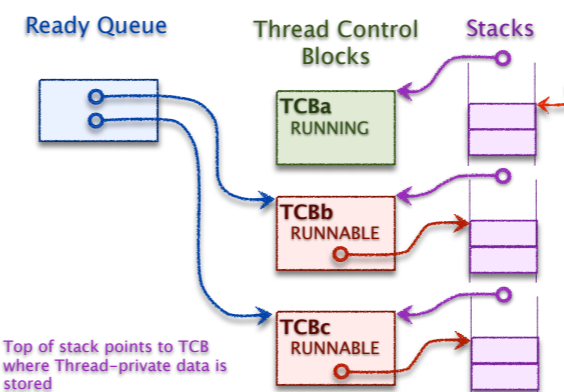 Ready Queue
Thread Control
Blocks
Stacks
TCBa
RUNNING
TCBb
RUNNABLE
TCBc
RUNNABLE
Top of stack points to TCB
where Thread-private data is
stored